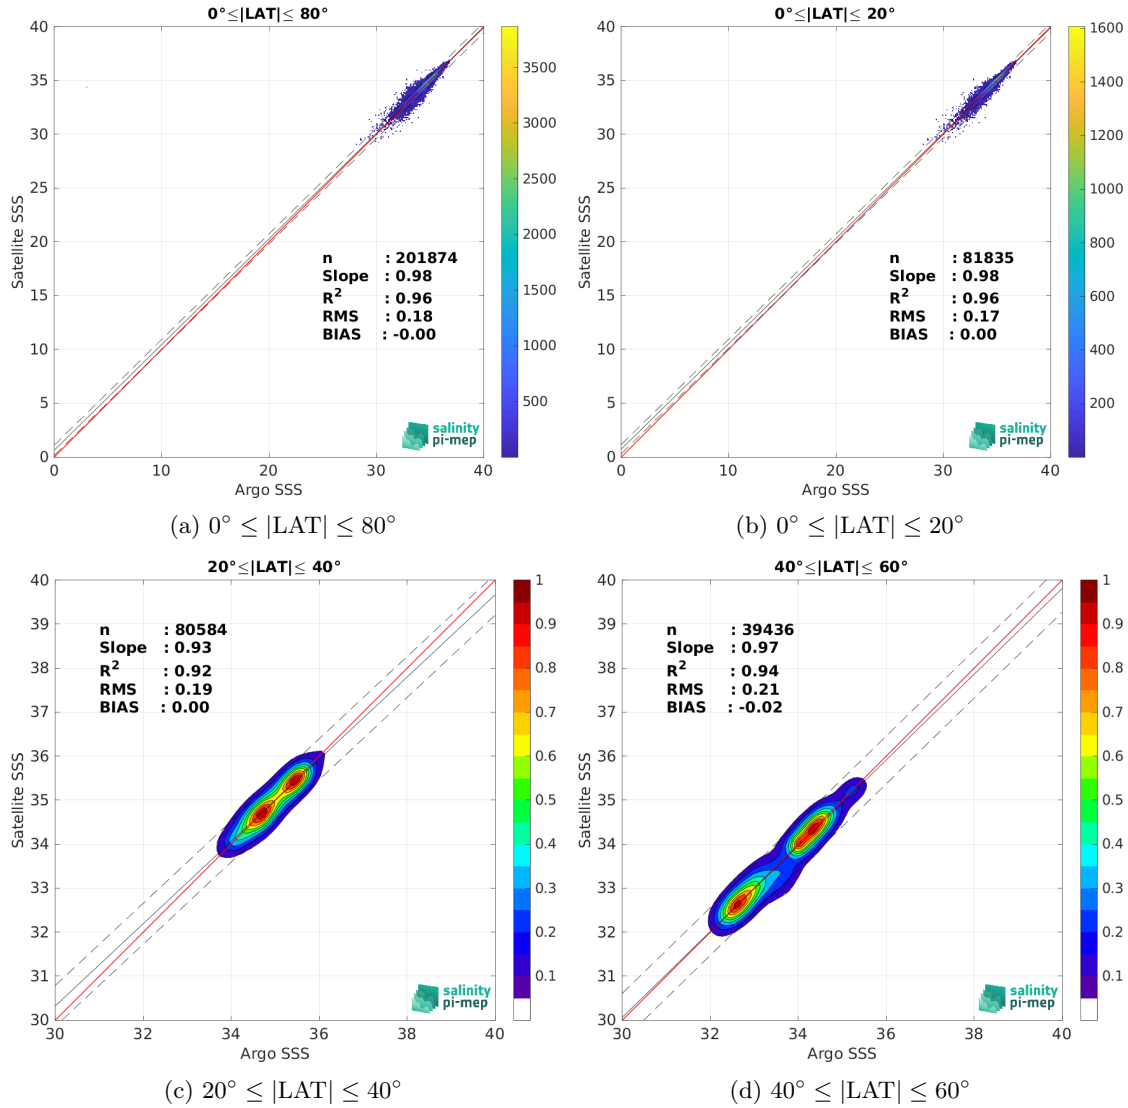 0°≤|LAT|≤ 80°
40
35
30
25
20
15
10
5
0
Satellite SSS
n : 201874
Slope : 0.98
R² : 0.96
RMS : 0.18
BIAS : -0.00
salinity
pi-mep
0 10 20 30 40
Argo SSS
3500
3000
2500
2000
1500
1000
500
(a) 0° ≤ |LAT| ≤ 80°
0°≤|LAT|≤ 20°
40
35
30
25
20
15
10
5
0
Satellite SSS
n : 81835
Slope : 0.98
R² : 0.96
RMS : 0.17
BIAS : 0.00
salinity
pi-mep
0 10 20 30 40
Argo SSS
1600
1400
1200
1000
800
600
400
200
(b) 0° ≤ |LAT| ≤ 20°
20°≤|LAT|≤ 40°
40
39
38
37
36
35
34
33
32
31
30
Satellite SSS
n : 80584
Slope : 0.93
R² : 0.92
RMS : 0.19
BIAS : 0.00
salinity
pi-mep
30 32 34 36 38 40
Argo SSS
1
0.9
0.8
0.7
0.6
0.5
0.4
0.3
0.2
0.1
(c) 20° ≤ |LAT| ≤ 40°
40°≤|LAT|≤ 60°
40
39
38
37
36
35
34
33
32
31
30
Satellite SSS
n : 39436
Slope : 0.97
R² : 0.94
RMS : 0.21
BIAS : -0.02
salinity
pi-mep
30 32 34 36 38 40
Argo SSS
1
0.9
0.8
0.7
0.6
0.5
0.4
0.3
0.2
0.1
(d) 40° ≤ |LAT| ≤ 60°